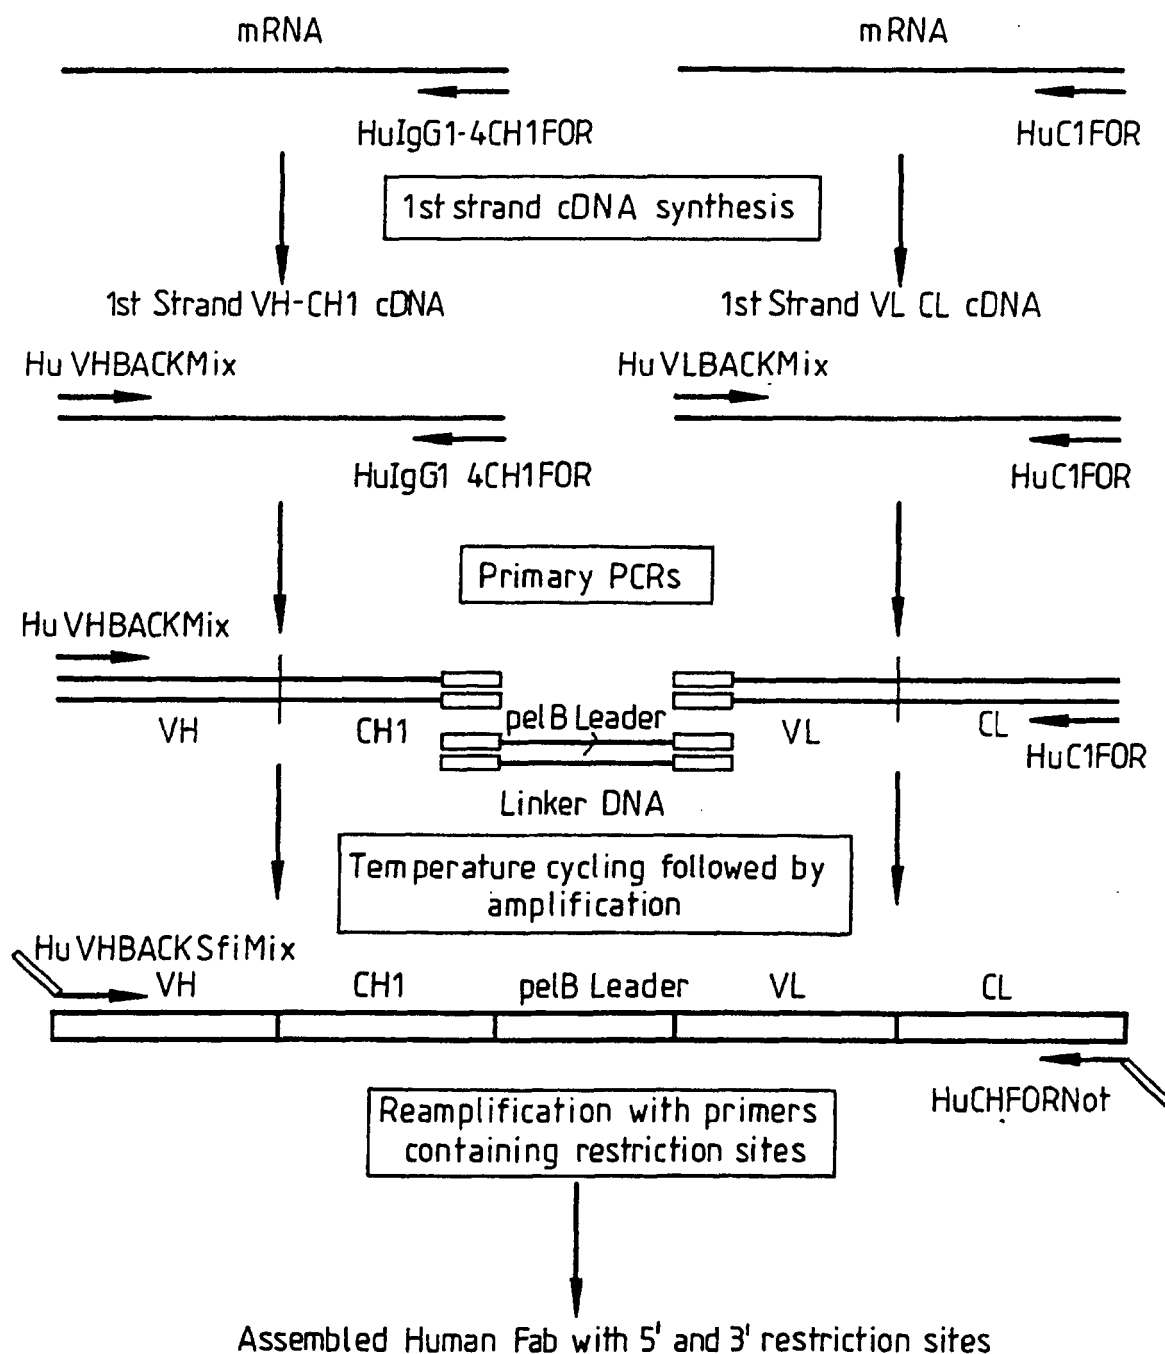 mRNA
mRNA
HuIgG1-4CH1FOR
HuC1FOR
1st strand cDNA synthesis
1st Strand VH-CH1 cDNA
1st Strand VL CL cDNA
Hu VHBACKMix
Hu VLBACKMix
HuIgG1 4CH1FOR
HuC1FOR
Primary PCRs
Hu VHBACKMix
VH
CH1
pelB Leader
VL
CL
HuC1FOR
Linker DNA
Temperature cycling followed by
amplification
Hu VHBACKSfiMix
VH
CH1
pelB Leader
VL
CL
HuCHFORNot
Reamplification with primers
containing restriction sites
Assembled Human Fab with 5' and 3' restriction sites